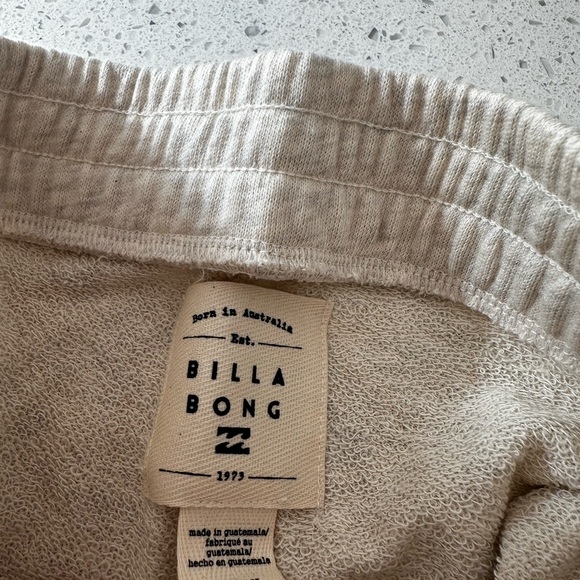 Born in Australia
Est.
BILLA
BONG
1973
made in guatemala/
fabriqué au
guatemala/
hecho en guatemala